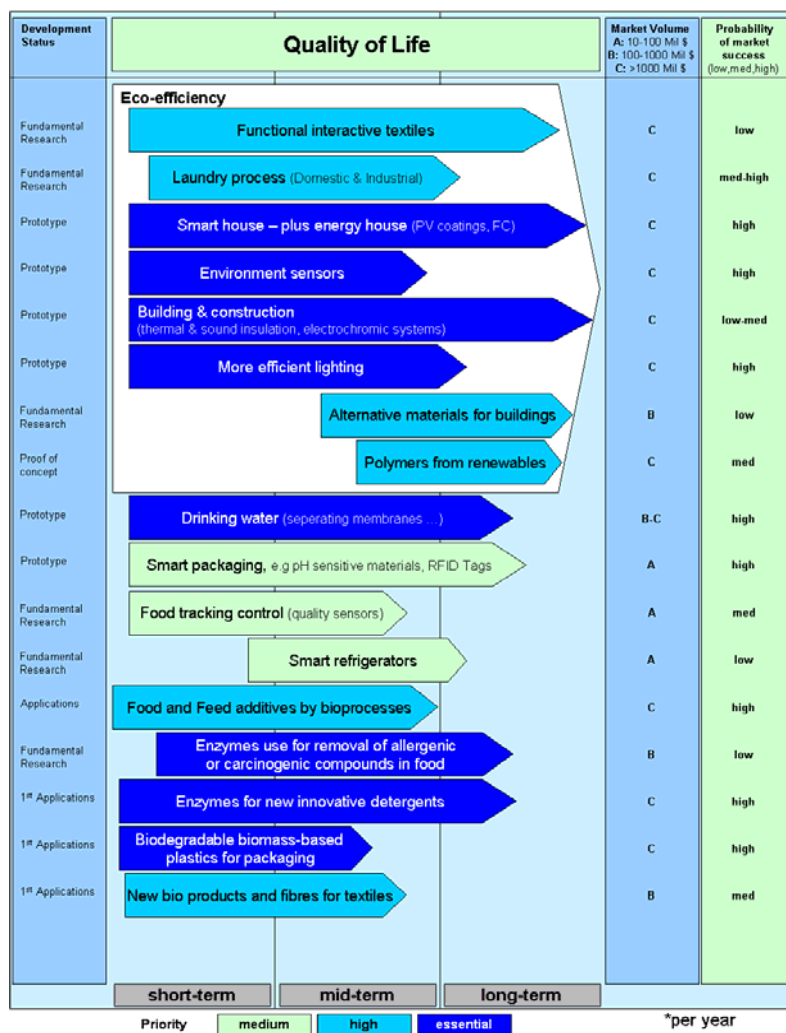 Development
Status
Quality of Life
Market Volume
A: 10-100 Mil $
B: 100-1000 Mil $
C: >1000 Mil $
Probability
of market
success
(low,med,high)
Eco-efficiency
Fundamental
Research
Functional interactive textiles
C
low
Fundamental
Research
Laundry process (Domestic & Industrial)
C
med-high
Prototype
Smart house – plus energy house (PV coatings, FC)
C
high
Prototype
Environment sensors
C
high
Prototype
Building & construction
(thermal & sound insulation, electrochromic systems)
C
low-med
Prototype
More efficient lighting
C
high
Fundamental
Research
Alternative materials for buildings
B
low
Proof of
concept
Polymers from renewables
C
med
Prototype
Drinking water (seperating membranes ...)
B-C
high
Prototype
Smart packaging, e.g pH sensitive materials, RFID Tags
A
high
Fundamental
Research
Food tracking control (quality sensors)
A
med
Fundamental
Research
Smart refrigerators
A
low
Applications
Food and Feed additives by bioprocesses
C
high
Fundamental
Research
Enzymes use for removal of allergenic
or carcinogenic compounds in food
B
low
1st Applications
Enzymes for new innovative detergents
C
high
1st Applications
Biodegradable biomass-based
plastics for packaging
C
high
1st Applications
New bio products and fibres for textiles
B
med
short-term
mid-term
long-term
Priority
medium
high
essential
*per year